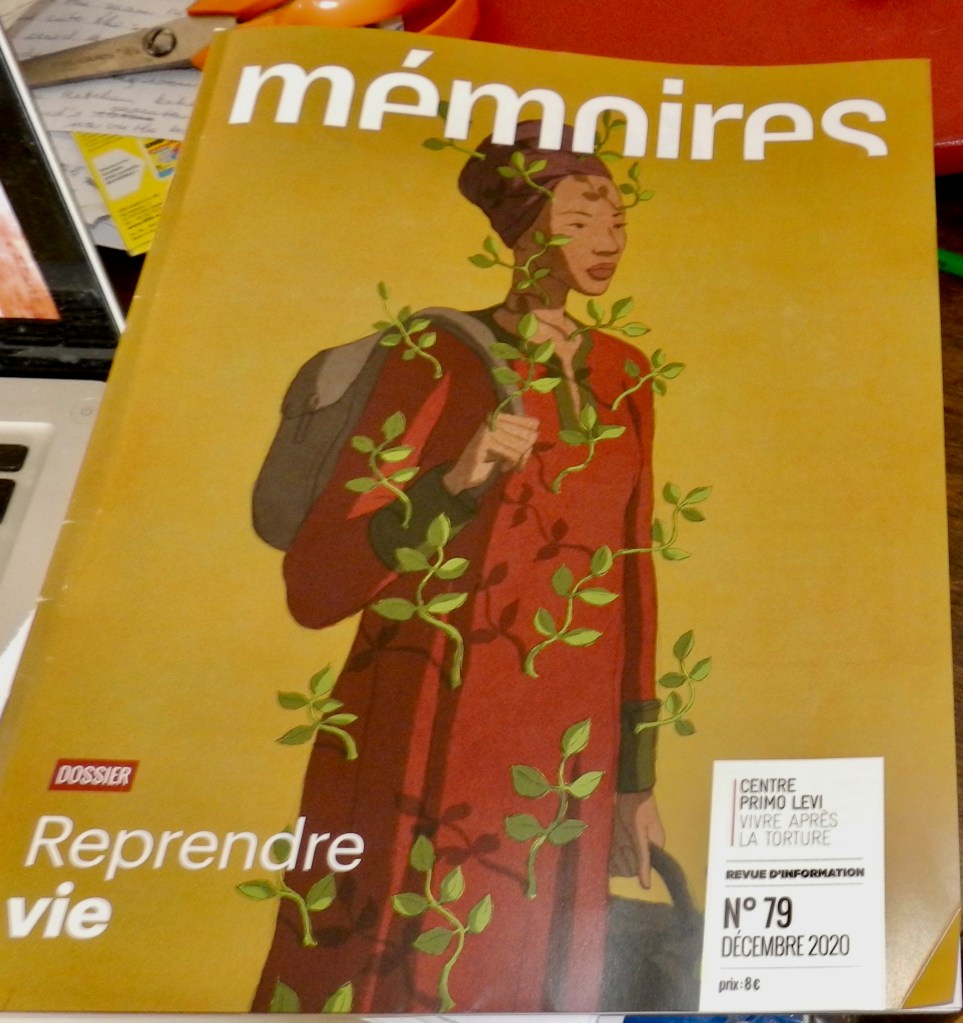 mémoires
DOSSIER
Reprendre
vie
CENTRE
PRIMO LEVI
VIVRE APRÈS
LA TORTURE
REVUE D'INFORMATION
N° 79
DÉCEMBRE 2020
prix : 8 €